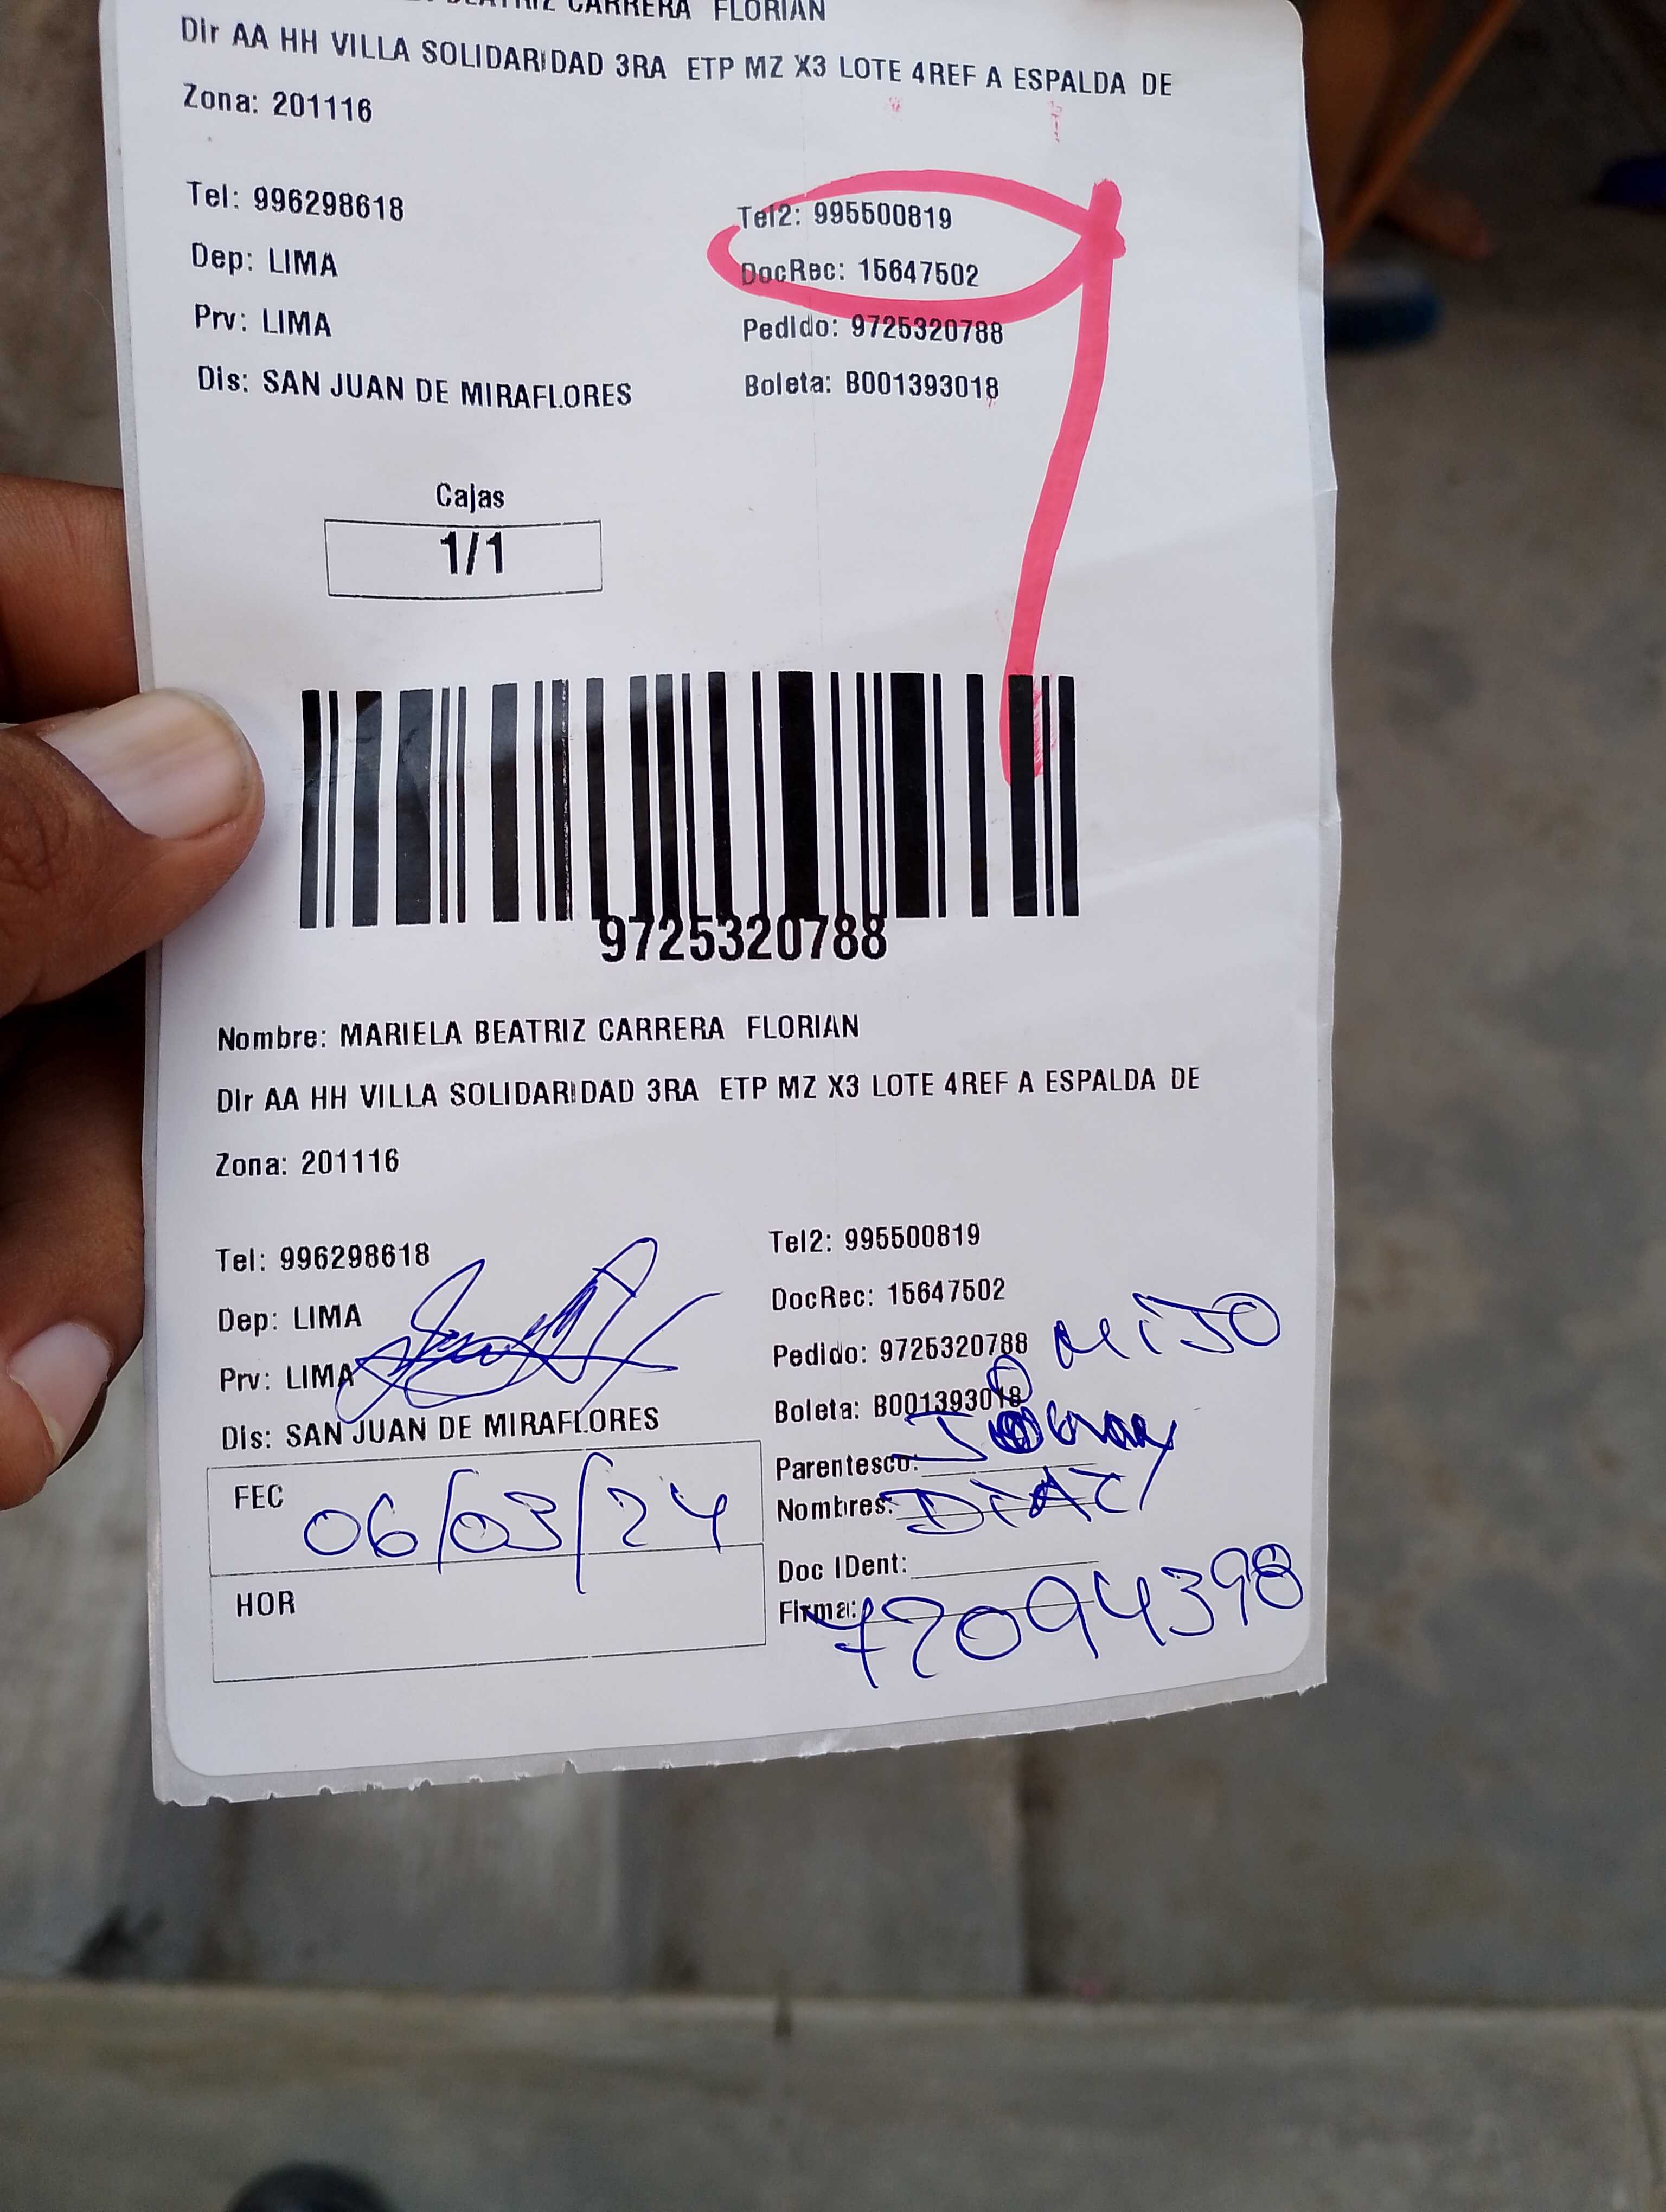 BEATRIZ CARRERA FLORIAN
Dir AA HH VILLA SOLIDARIDAD 3RA ETP MZ X3 LOTE 4REF A ESPALDA DE
Zona: 201116
Tel: 996298618 Tel2: 995500819
Dep: LIMA DocRec: 15647502
Prv: LIMA Pedido: 9725320788
Dis: SAN JUAN DE MIRAFLORES Boleta: B001393018
Cajas
1/1
9725320788
Nombre: MARIELA BEATRIZ CARRERA FLORIAN
Dir AA HH VILLA SOLIDARIDAD 3RA ETP MZ X3 LOTE 4REF A ESPALDA DE
Zona: 201116
Tel: 996298618 Tel2: 995500819
Dep: LIMA DocRec: 15647502
Prv: LIMA Pedido: 9725320788
Dis: SAN JUAN DE MIRAFLORES Boleta: B001393018
Parentesco:
FEC 06/03/24 Nombres: DIAZ
Doc IDent:
HOR Firma: 72094398